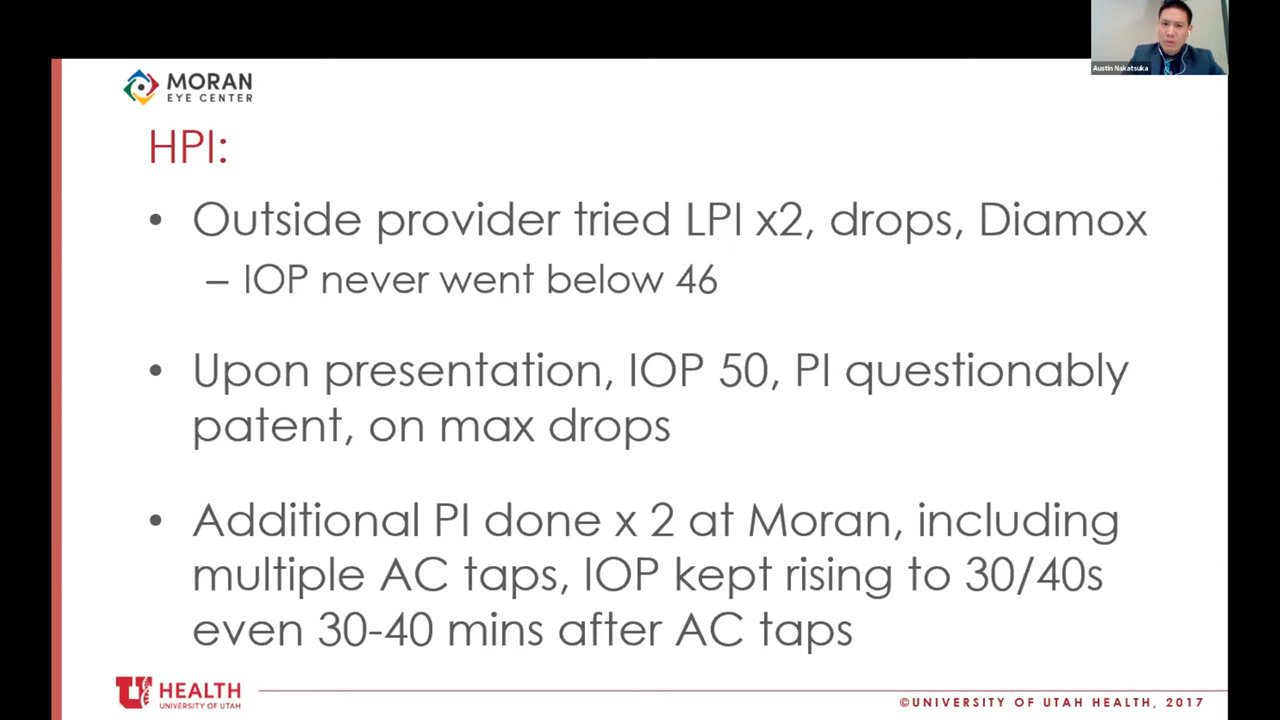 Austin Nakatsuka
MORAN
EYE CENTER
HPI:
• Outside provider tried LPI x2, drops, Diamox
– IOP never went below 46
• Upon presentation, IOP 50, PI questionably
patent, on max drops
• Additional PI done x 2 at Moran, including
multiple AC taps, IOP kept rising to 30/40s
even 30-40 mins after AC taps
U HEALTH
UNIVERSITY OF UTAH
©UNIVERSITY OF UTAH HEALTH, 2017